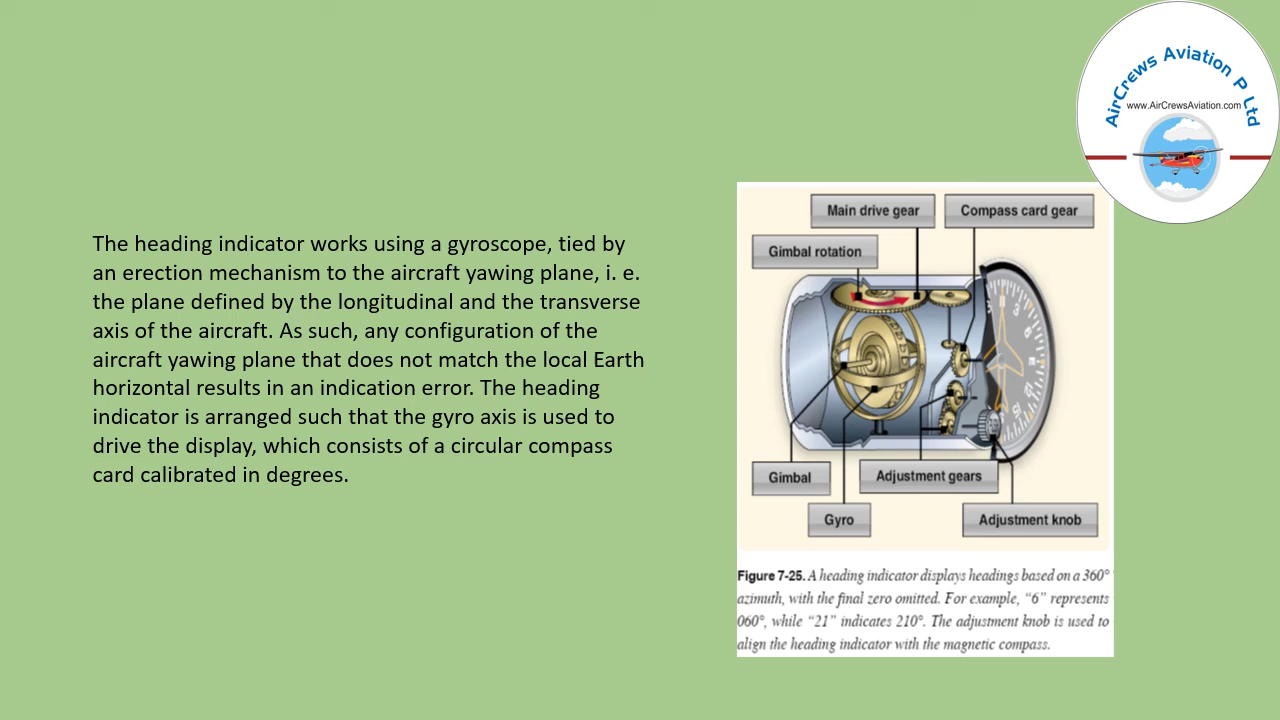 AirCrews Aviation P Ltd
www.AirCrewsAviation.com
The heading indicator works using a gyroscope, tied by
an erection mechanism to the aircraft yawing plane, i. e.
the plane defined by the longitudinal and the transverse
axis of the aircraft. As such, any configuration of the
aircraft yawing plane that does not match the local Earth
horizontal results in an indication error. The heading
indicator is arranged such that the gyro axis is used to
drive the display, which consists of a circular compass
card calibrated in degrees.
Main drive gear
Compass card gear
Gimbal rotation
Gimbal
Adjustment gears
Gyro
Adjustment knob
Figure 7-25. A heading indicator displays headings based on a 360°
azimuth, with the final zero omitted. For example, “6” represents
060°, while “21” indicates 210°. The adjustment knob is used to
align the heading indicator with the magnetic compass.